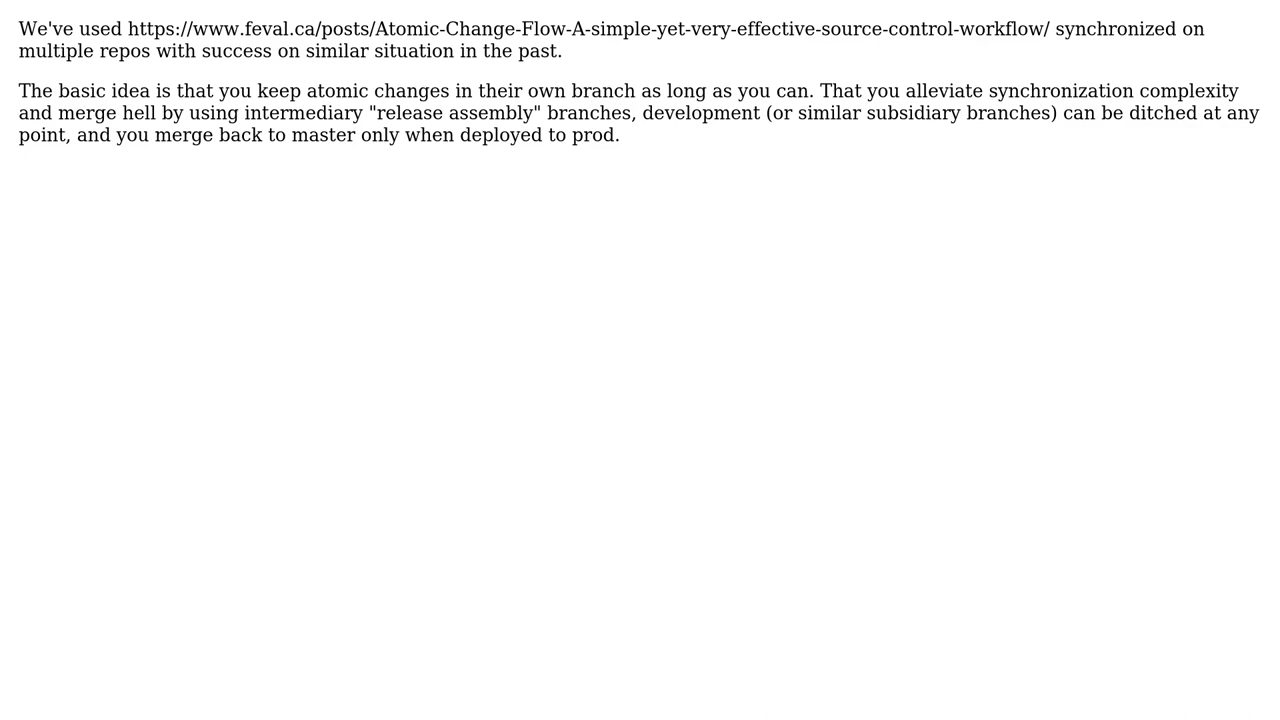 We've used https://www.feval.ca/posts/Atomic-Change-Flow-A-simple-yet-very-effective-source-control-workflow/ synchronized on
multiple repos with success on similar situation in the past.
The basic idea is that you keep atomic changes in their own branch as long as you can. That you alleviate synchronization complexity
and merge hell by using intermediary "release assembly" branches, development (or similar subsidiary branches) can be ditched at any
point, and you merge back to master only when deployed to prod.